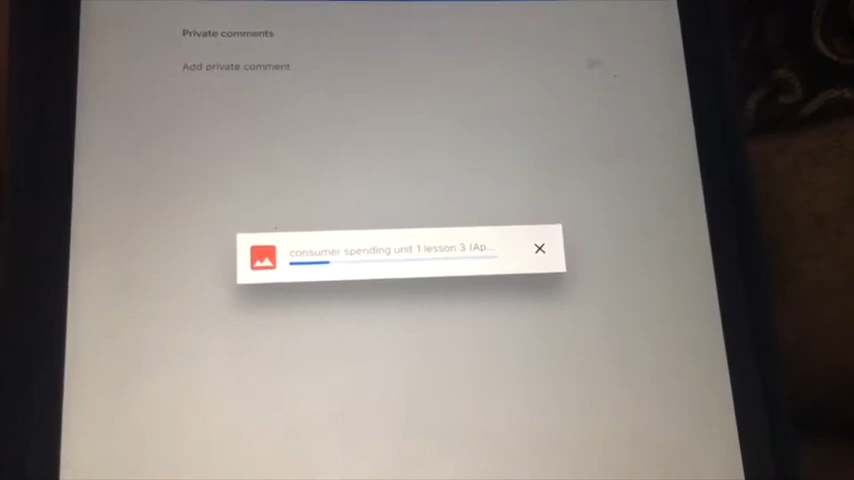 Private comments
Add private comment
consumer spending unit 1 lesson 3 (Ap...